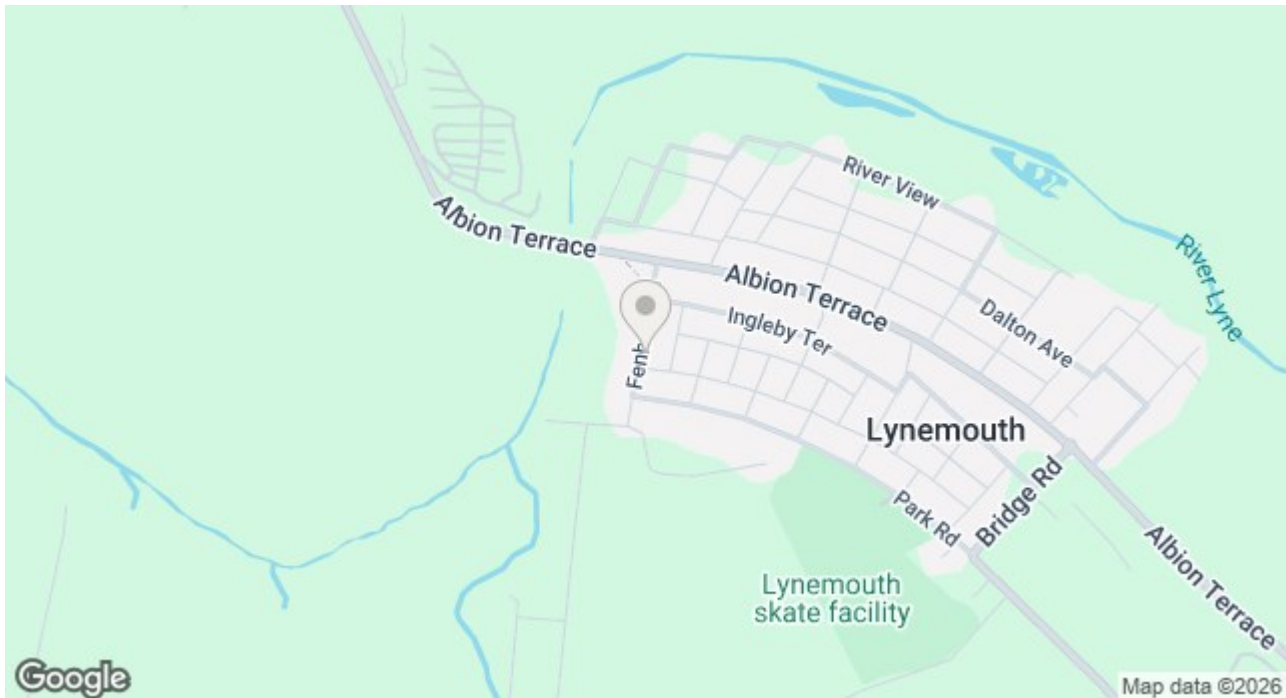 River View
Albion Terrace
River Lyne
Albion Terrace
Ingleby Ter
Dalton Ave
Lynemouth
Park Rd
Bridge Rd
Albion Terrace
Lynemouth
skate facility
Google
Map data ©2026